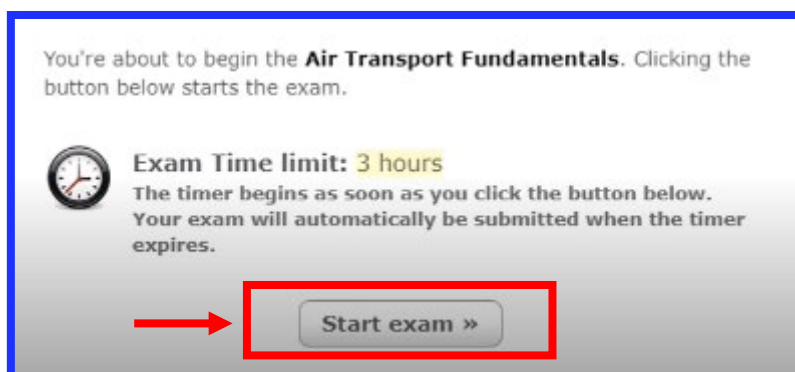 You're about to begin the Air Transport Fundamentals. Clicking the
button below starts the exam.
Exam Time limit: 3 hours
The timer begins as soon as you click the button below.
Your exam will automatically be submitted when the timer
expires.
Start exam »